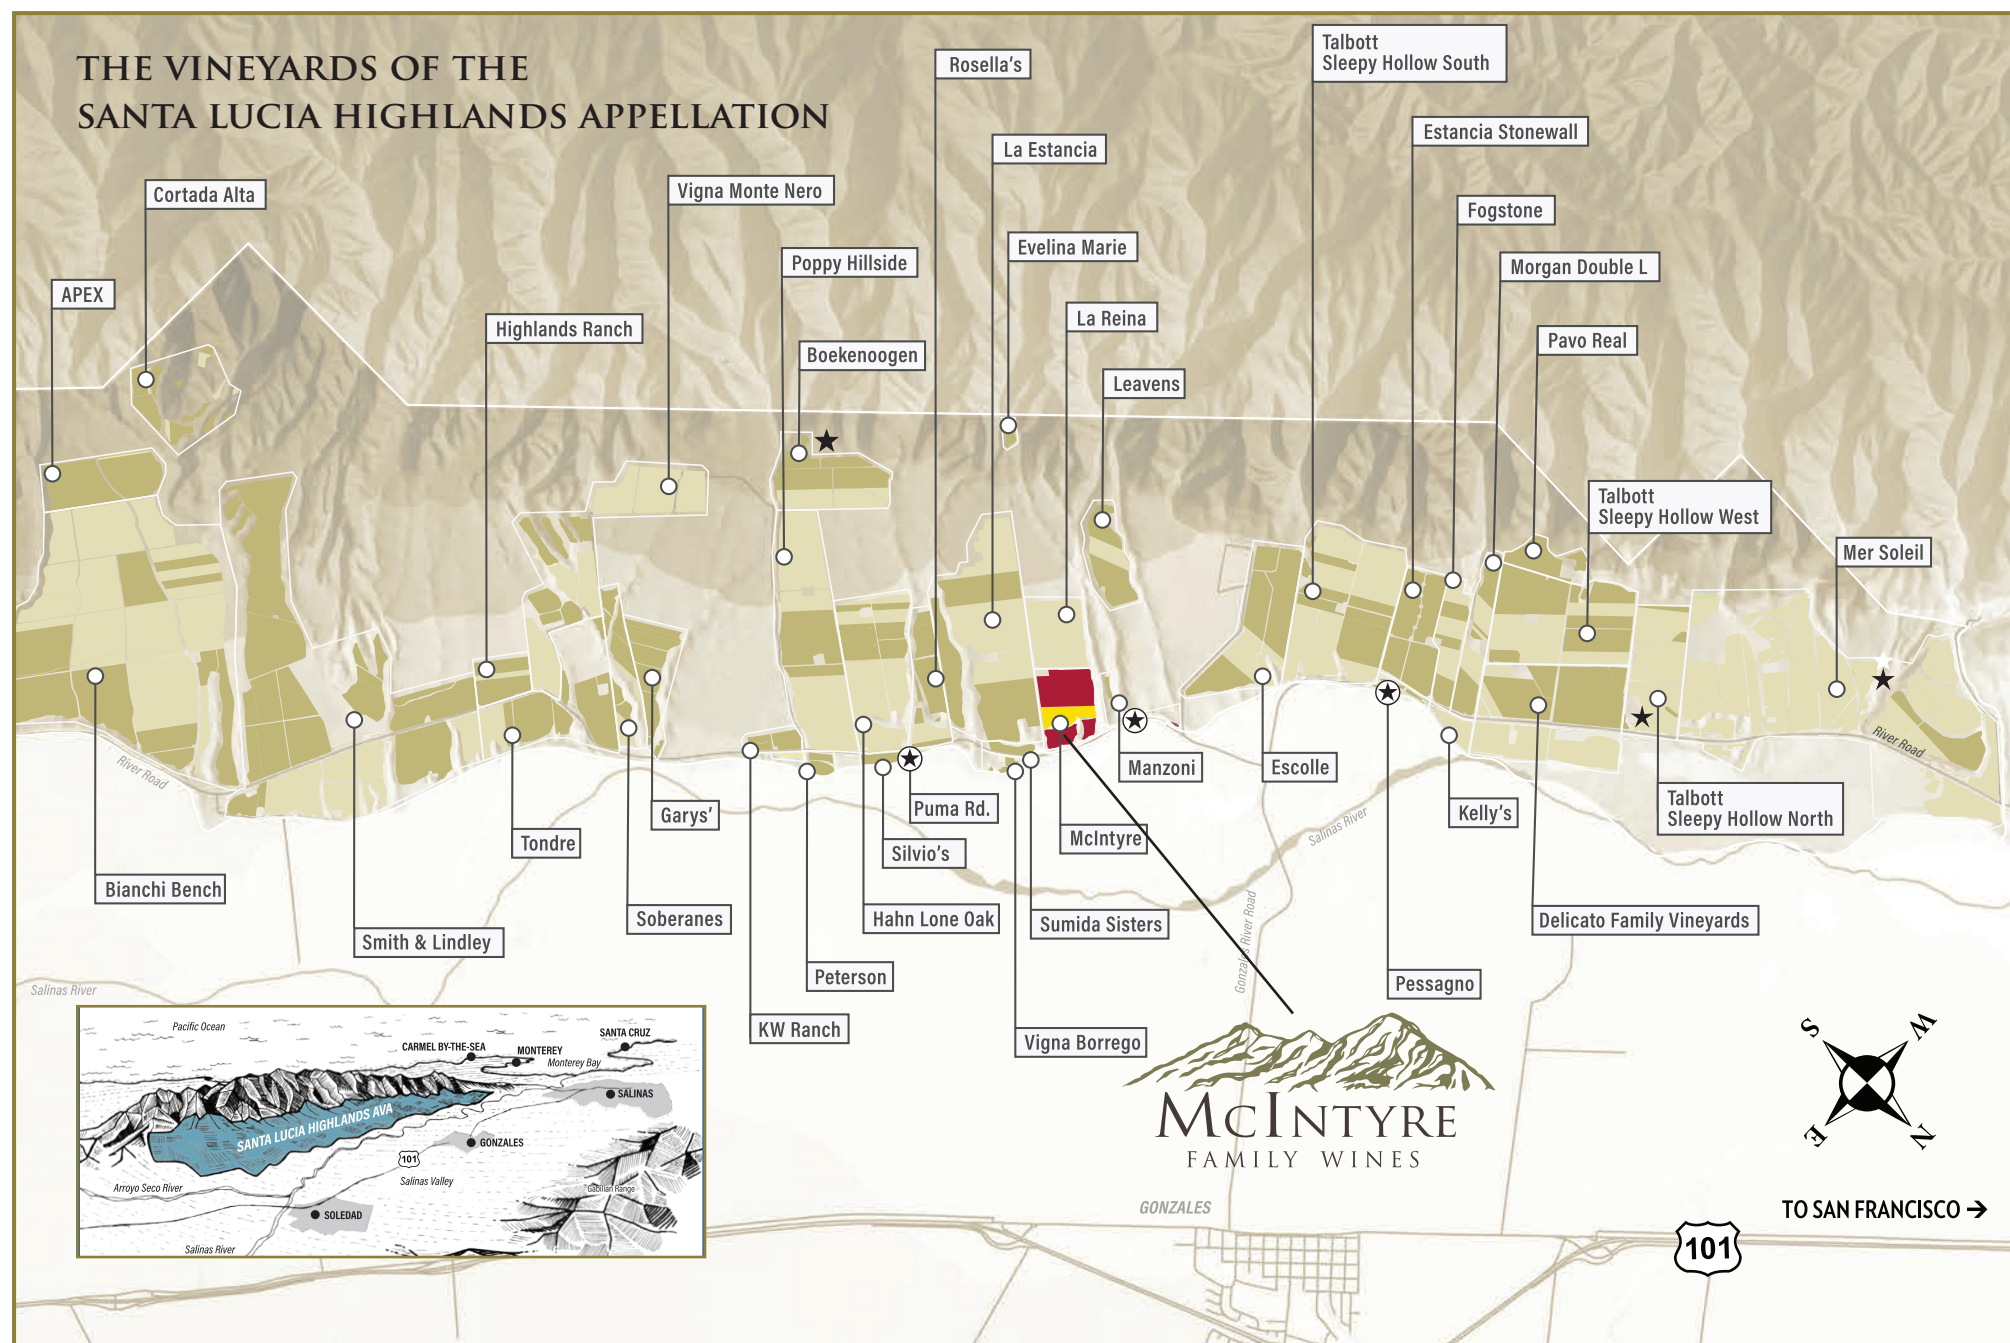 THE VINEYARDS OF THE
SANTA LUCIA HIGHLANDS APPELLATION
Rosella's
Talbott
Sleepy Hollow South
La Estancia
Estancia Stonewall
Cortada Alta
Vigna Monte Nero
Fogstone
Evelina Marie
Poppy Hillside
Morgan Double L
APEX
La Reina
Highlands Ranch
Pavo Real
Boekenoogen
Leavens
Talbott
Sleepy Hollow West
Mer Soleil
River Road
River Road
Manzoni
Escolle
Talbott
Sleepy Hollow North
Puma Rd.
Garys'
Kelly's
Salinas River
McIntyre
Tondre
Silvio's
Bianchi Bench
Soberanes
Hahn Lone Oak
Sumida Sisters
Delicato Family Vineyards
Smith & Lindley
Gonzales River Road
Peterson
Pessagno
Salinas River
KW Ranch
Vigna Borrego
Pacific Ocean
SANTA CRUZ
CARMEL BY-THE-SEA
MONTEREY
Monterey Bay
SALINAS
SANTA LUCIA HIGHLANDS AVA
GONZALES
101
Salinas Valley
Arroyo Seco River
Gabilian Range
SOLEDAD
Salinas River
McINTYRE
FAMILY WINES
S
W
E
N
GONZALES
TO SAN FRANCISCO →
101